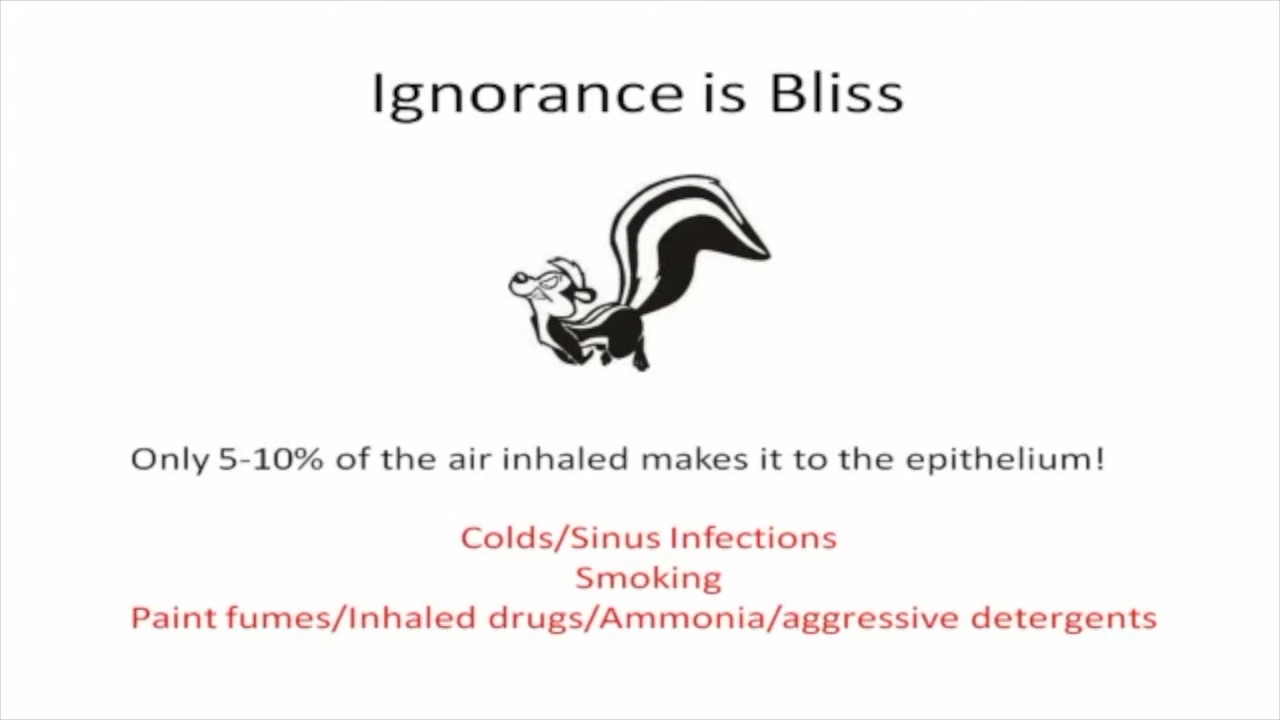 Ignorance is Bliss
Only 5-10% of the air inhaled makes it to the epithelium!
Colds/Sinus Infections
Smoking
Paint fumes/Inhaled drugs/Ammonia/aggressive detergents